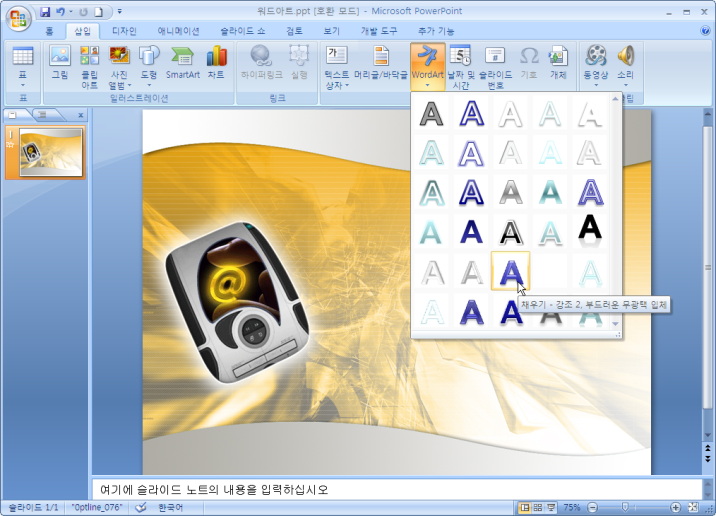 워드아트.ppt [호환 모드] - Microsoft PowerPoint
홈 삽입 디자인 애니메이션 슬라이드 쇼 검토 보기 개발 도구 추가 기능
표 그림 클립 아트 사진 앨범 도형 SmartArt 차트 하이퍼링크 실행 텍스트 상자 머리글/바닥글 WordArt 날짜 및 시간 슬라이드 번호 기호 개체 동영상 소리
표 일러스트레이션 링크
1
채우기 - 강조 2, 부드러운 무광택 입체
여기에 슬라이드 노트의 내용을 입력하십시오
슬라이드 1/1 "Optline_076" 한국어 75%